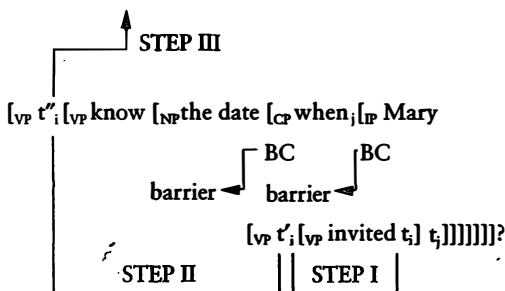 STEP III
[VP t″i [VP know [NP the date [CP when j [IP Mary
BC BC
barrier barrier
[VP t′i [VP invited ti] tj]]]]]]]?
STEP II STEP I